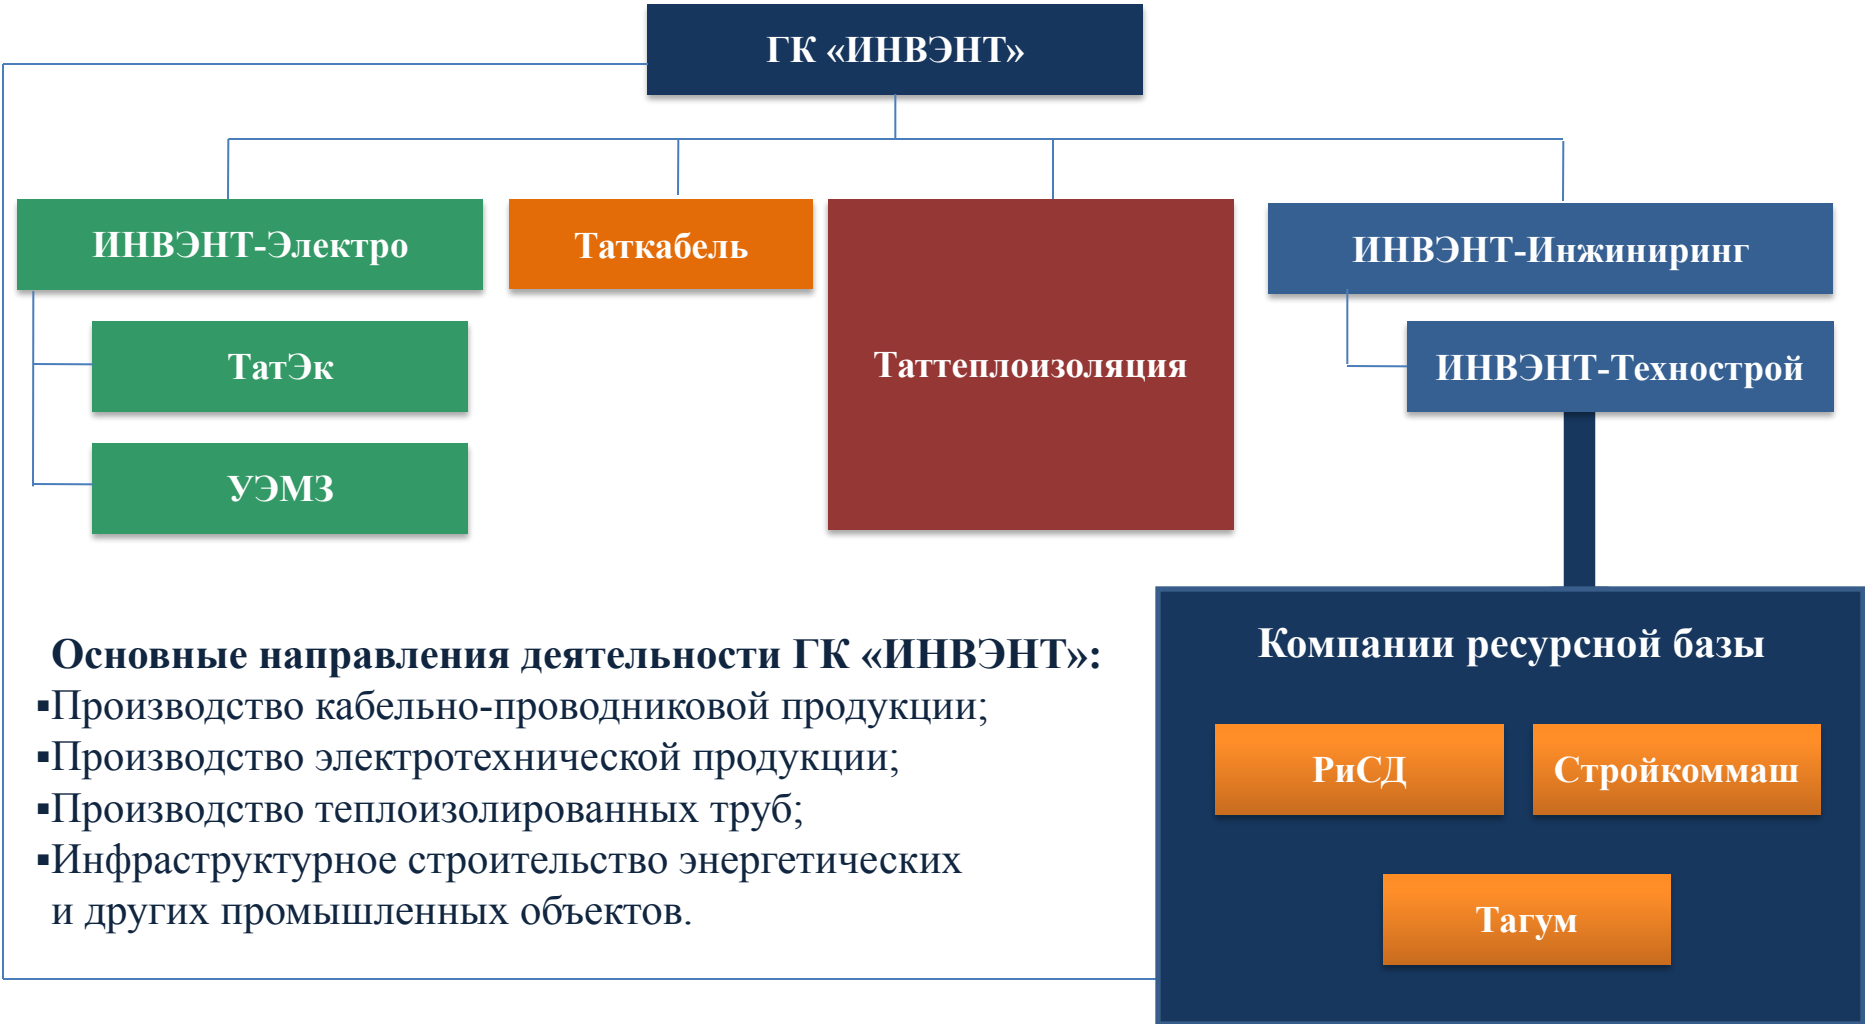 ГК «ИНВЭНТ»
ИНВЭНТ-Электро
Таткабель
Таттеплоизоляция
ИНВЭНТ-Инжиниринг
ТатЭк
ИНВЭНТ-Технострой
УЭМЗ
Основные направления деятельности ГК «ИНВЭНТ»:
▪Производство кабельно-проводниковой продукции;
▪Производство электротехнической продукции;
▪Производство теплоизолированных труб;
▪Инфраструктурное строительство энергетических
и других промышленных объектов.
Компании ресурсной базы
РиСД
Стройкоммаш
Тагум